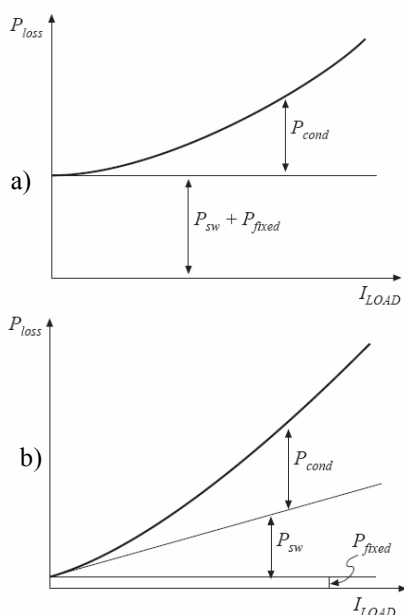 P_loss
P_cond
a)
P_sw + P_fixed
I_LOAD
P_loss
b)
P_cond
P_sw
P_fixed
I_LOAD